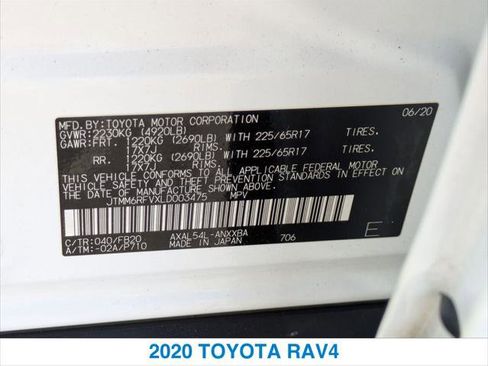 MFD.BY:TOYOTA MOTOR CORPORATION 06/20
GVWR: 2230KG (4920LB)
GAWR:FRT. 1220KG (2690LB) WITH 225/65R17 TIRES.
17X7J RIMS.
RR. 1220KG (2690LB) WITH 225/65R17 TIRES.
17X7J RIMS.
THIS VEHICLE CONFORMS TO ALL APPLICABLE FEDERAL MOTOR
VEHICLE SAFETY AND THEFT PREVENTION STANDARDS IN EFFECT ON
THE DATE OF MANUFACTURE SHOWN ABOVE.
JTMM6RFVXLD003475 MPV
C/TR:040/FB20 AXAL54L-ANXXBA
A/TM:-02A/P710 MADE IN JAPAN 706
E
2020 TOYOTA RAV4